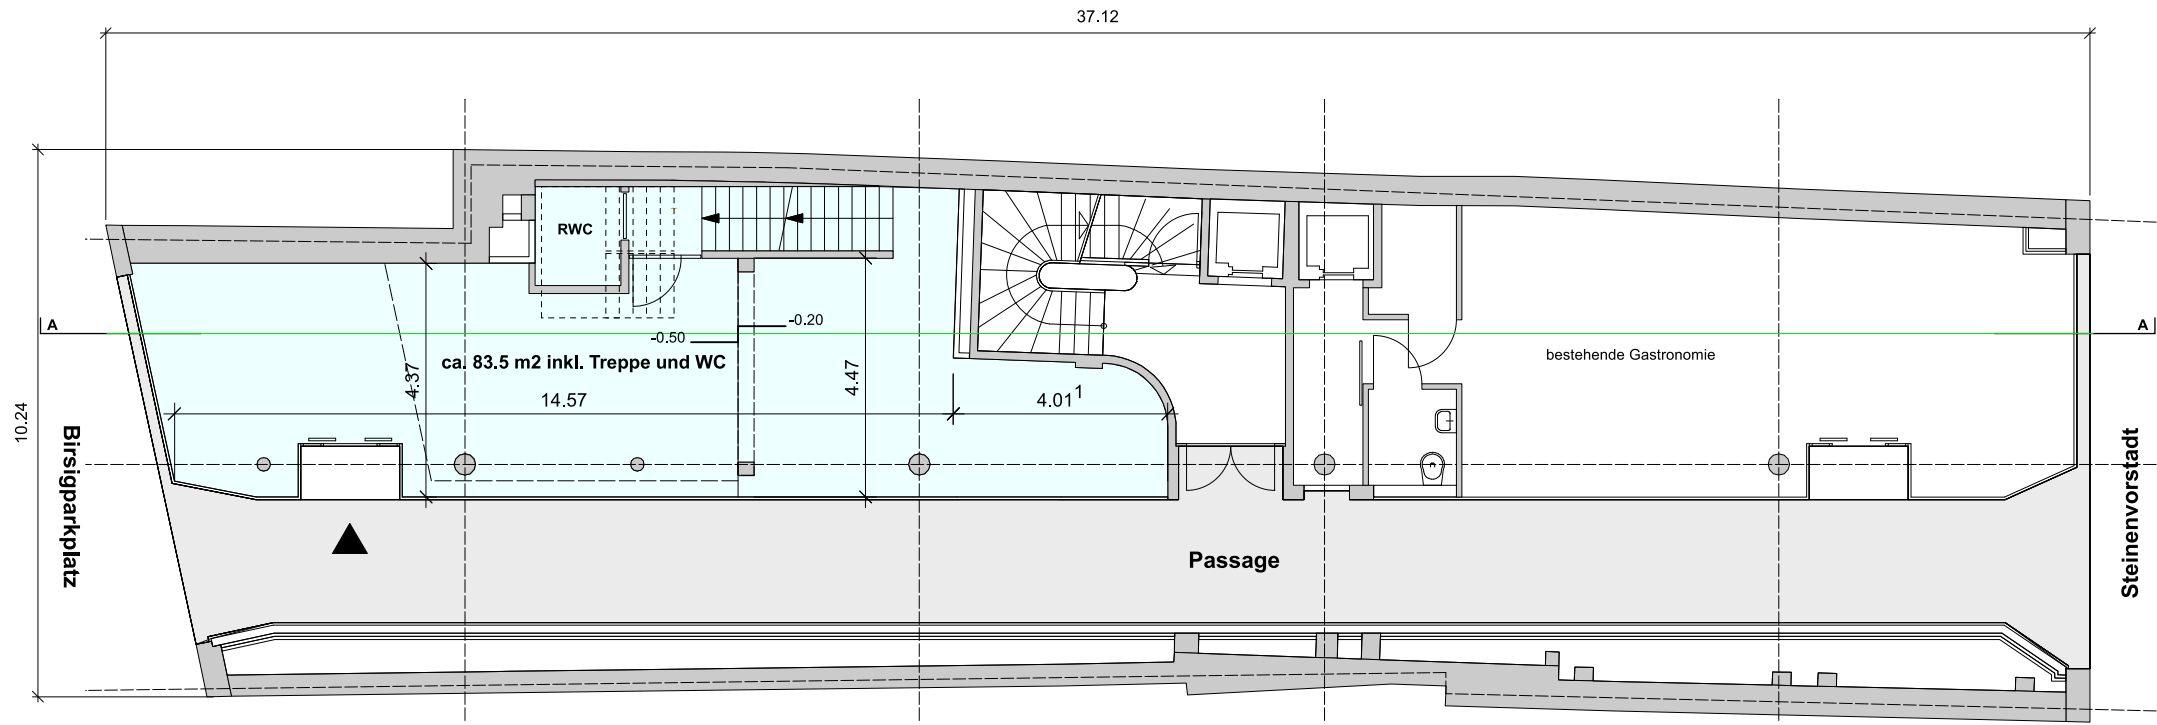 37.12
RWC
-0.20
A
A
-0.50
bestehende Gastronomie
ca. 83.5 m2 inkl. Treppe und WC
4.37
4.47
14.57
4.01 1
10.24
Birsigparkplatz
Steinenvorstadt
Passage